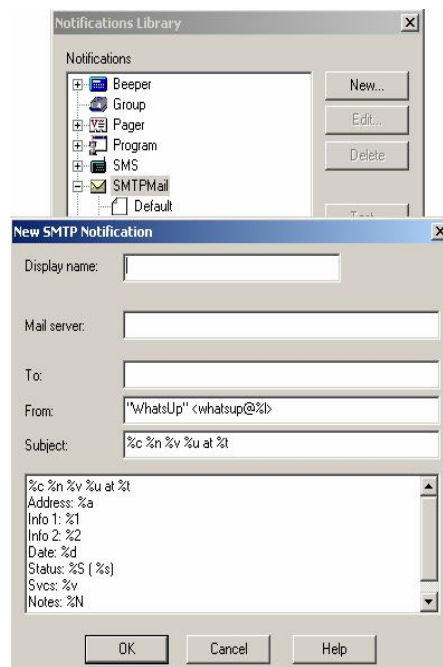 Notifications Library
Notifications
Beeper
Group
Pager
Program
SMS
SMTPMail
Default
New...
Edit...
Delete
Test...
New SMTP Notification
Display name:
Mail server:
To:
From: "WhatsUp" <whatsup@%l>
Subject: %c %n %v %u at %t
%c %n %v %u at %t
Address: %a
Info 1: %1
Info 2: %2
Date: %d
Status: %S ( %s)
Svcs: %v
Notes: %N
OK Cancel Help